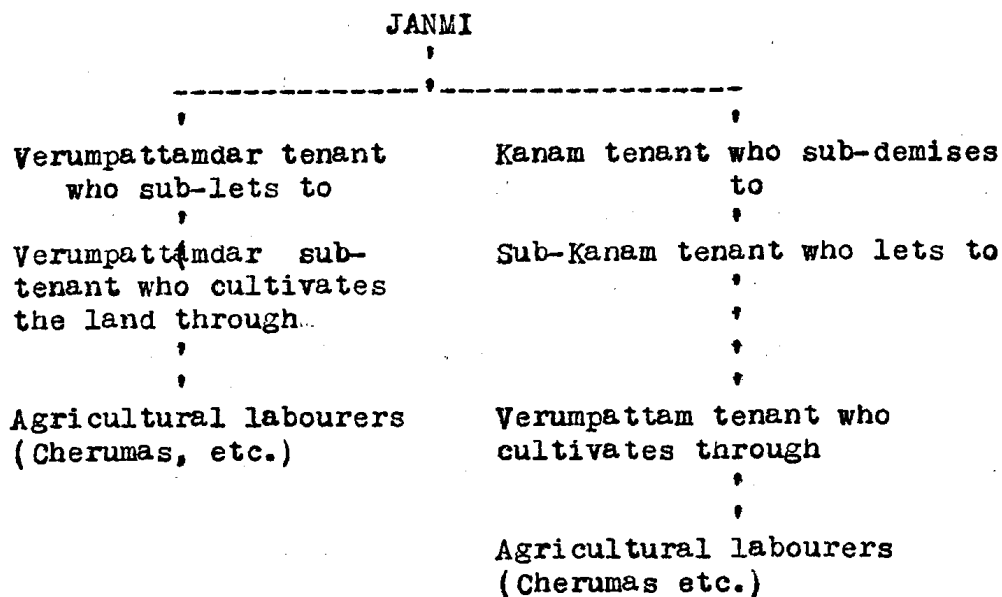 JANMI
Verumpattamdar tenant
who sub-lets to
Verumpattamdar sub-
tenant who cultivates
the land through
Agricultural labourers
(Cherumas, etc.)
Kanam tenant who sub-demises
to
Sub-Kanam tenant who lets to
Verumpattam tenant who
cultivates through
Agricultural labourers
(Cherumas etc.)